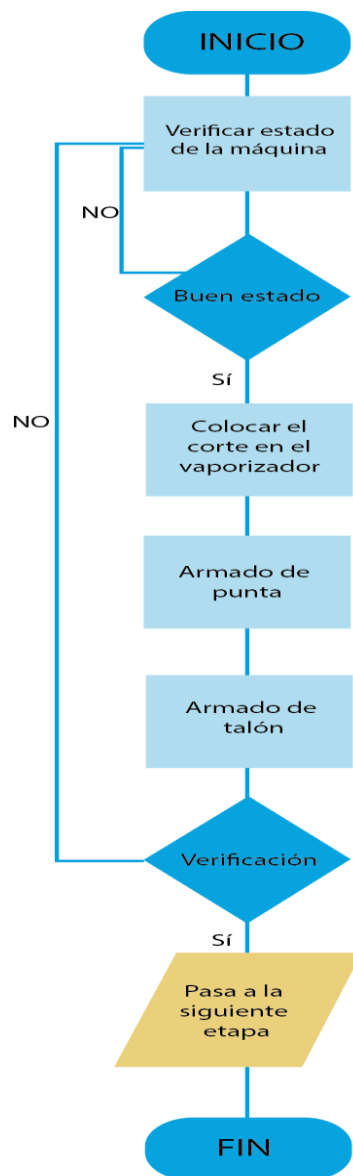 INICIO
Verificar estado
de la máquina
NO
Buen estado
Sí
Colocar el
corte en el
vaporizador
NO
Armado de
punta
Armado de
talón
Verificación
Sí
Pasa a la
siguiente
etapa
FIN